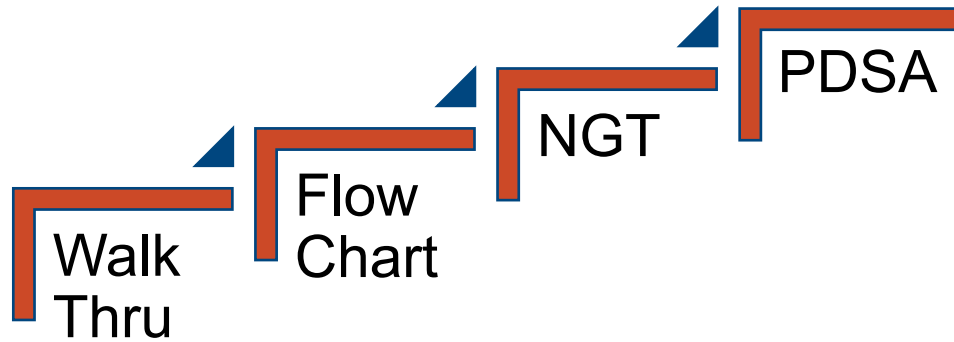 Walk
Thru
Flow
Chart
NGT
PDSA